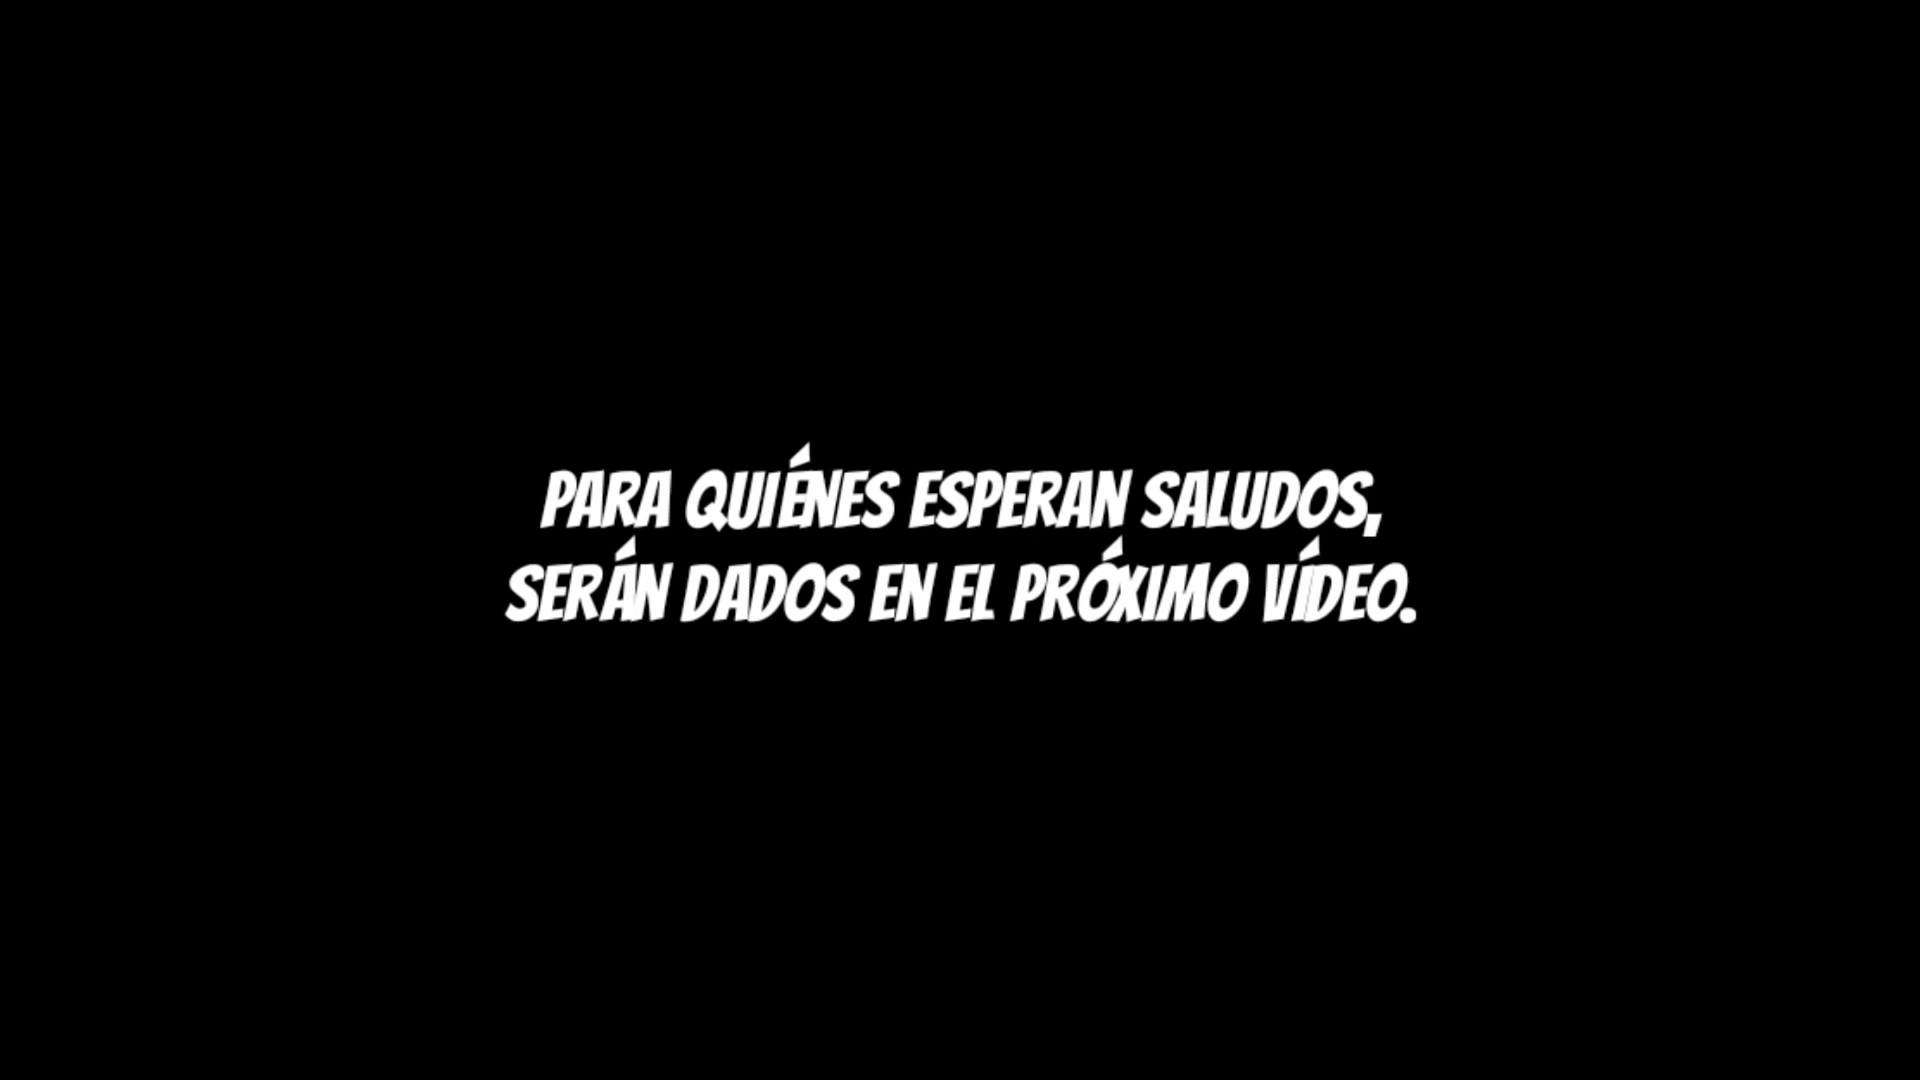 PARA QUIÉNES ESPERAN SALUDOS,
SERÁN DADOS EN EL PRÓXIMO VÍDEO.